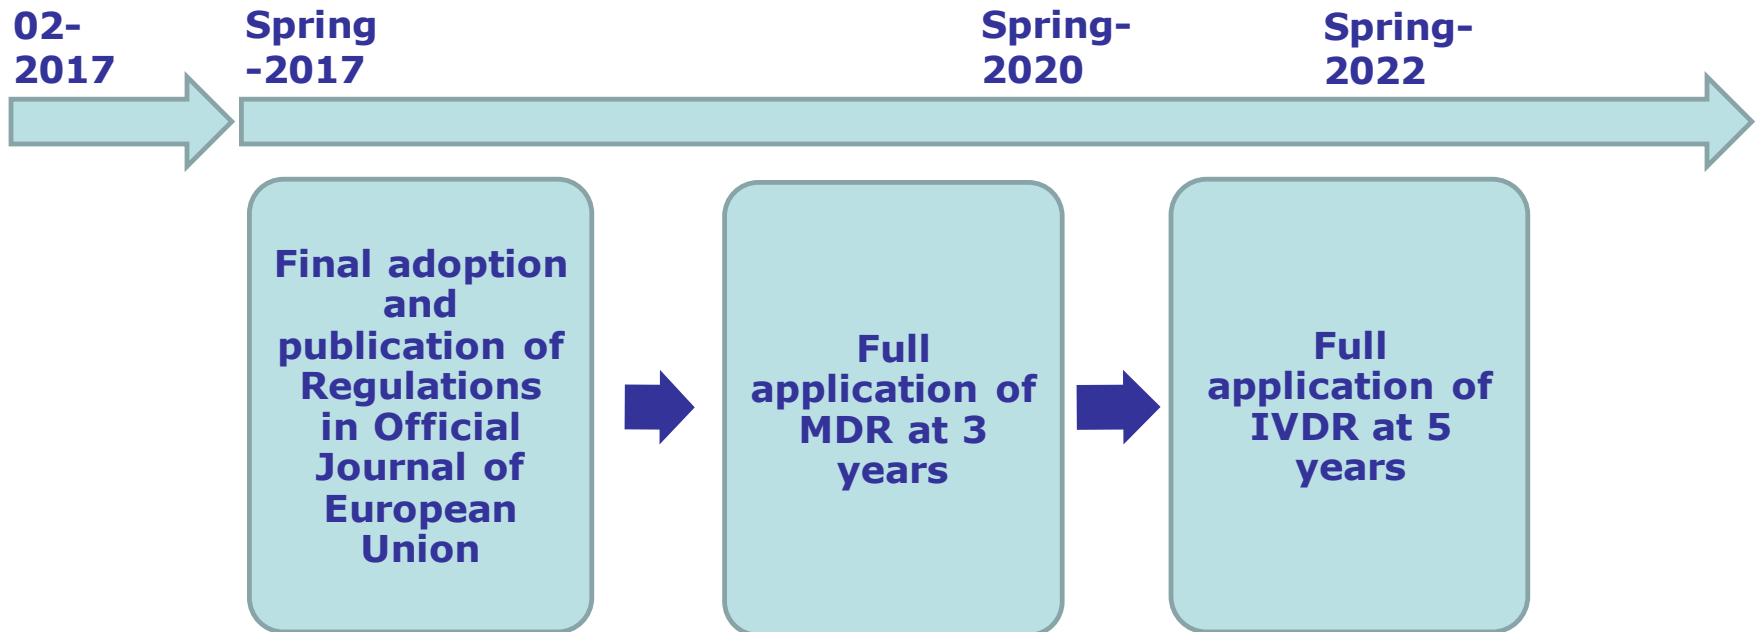 02-
2017
Spring
-2017
Spring-
2020
Spring-
2022
Final adoption
and
publication of
Regulations
in Official
Journal of
European
Union
Full
application of
MDR at 3
years
Full
application of
IVDR at 5
years